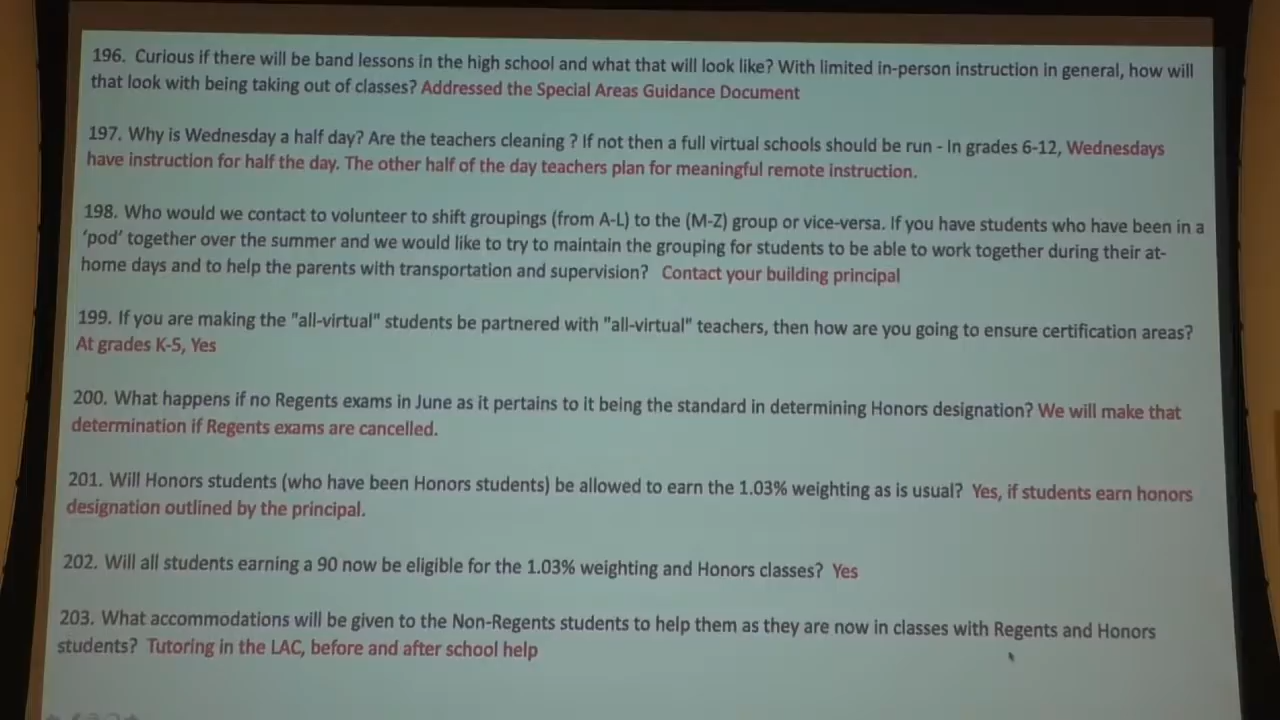 196. Curious if there will be band lessons in the high school and what that will look like? With limited in-person instruction in general, how will
that look with being taking out of classes? Addressed the Special Areas Guidance Document
197. Why is Wednesday a half day? Are the teachers cleaning ? If not then a full virtual schools should be run - In grades 6-12, Wednesdays
have instruction for half the day. The other half of the day teachers plan for meaningful remote instruction.
198. Who would we contact to volunteer to shift groupings (from A-L) to the (M-Z) group or vice-versa. If you have students who have been in a
'pod' together over the summer and we would like to try to maintain the grouping for students to be able to work together during their at-
home days and to help the parents with transportation and supervision? Contact your building principal
199. If you are making the "all-virtual" students be partnered with "all-virtual" teachers, then how are you going to ensure certification areas?
At grades K-5, Yes
200. What happens if no Regents exams in June as it pertains to it being the standard in determining Honors designation? We will make that
determination if Regents exams are cancelled.
201. Will Honors students (who have been Honors students) be allowed to earn the 1.03% weighting as is usual? Yes, if students earn honors
designation outlined by the principal.
202. Will all students earning a 90 now be eligible for the 1.03% weighting and Honors classes? Yes
203. What accommodations will be given to the Non-Regents students to help them as they are now in classes with Regents and Honors
students? Tutoring in the LAC, before and after school help